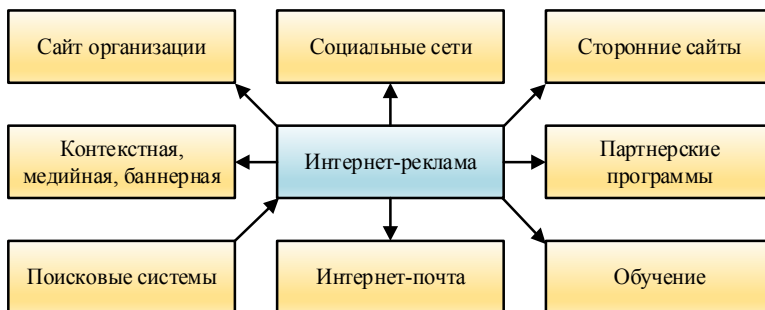 Сайт организации
Социальные сети
Сторонние сайты
Контекстная,
медийная, баннерная
Интернет-реклама
Партнерские
программы
Поисковые системы
Интернет-почта
Обучение